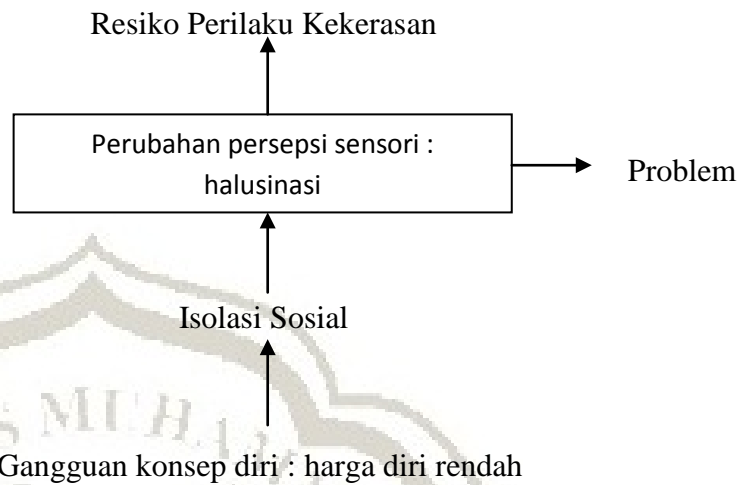 Resiko Perilaku Kekerasan
Perubahan persepsi sensori :
halusinasi
Problem
Isolasi Sosial
Gangguan konsep diri : harga diri rendah